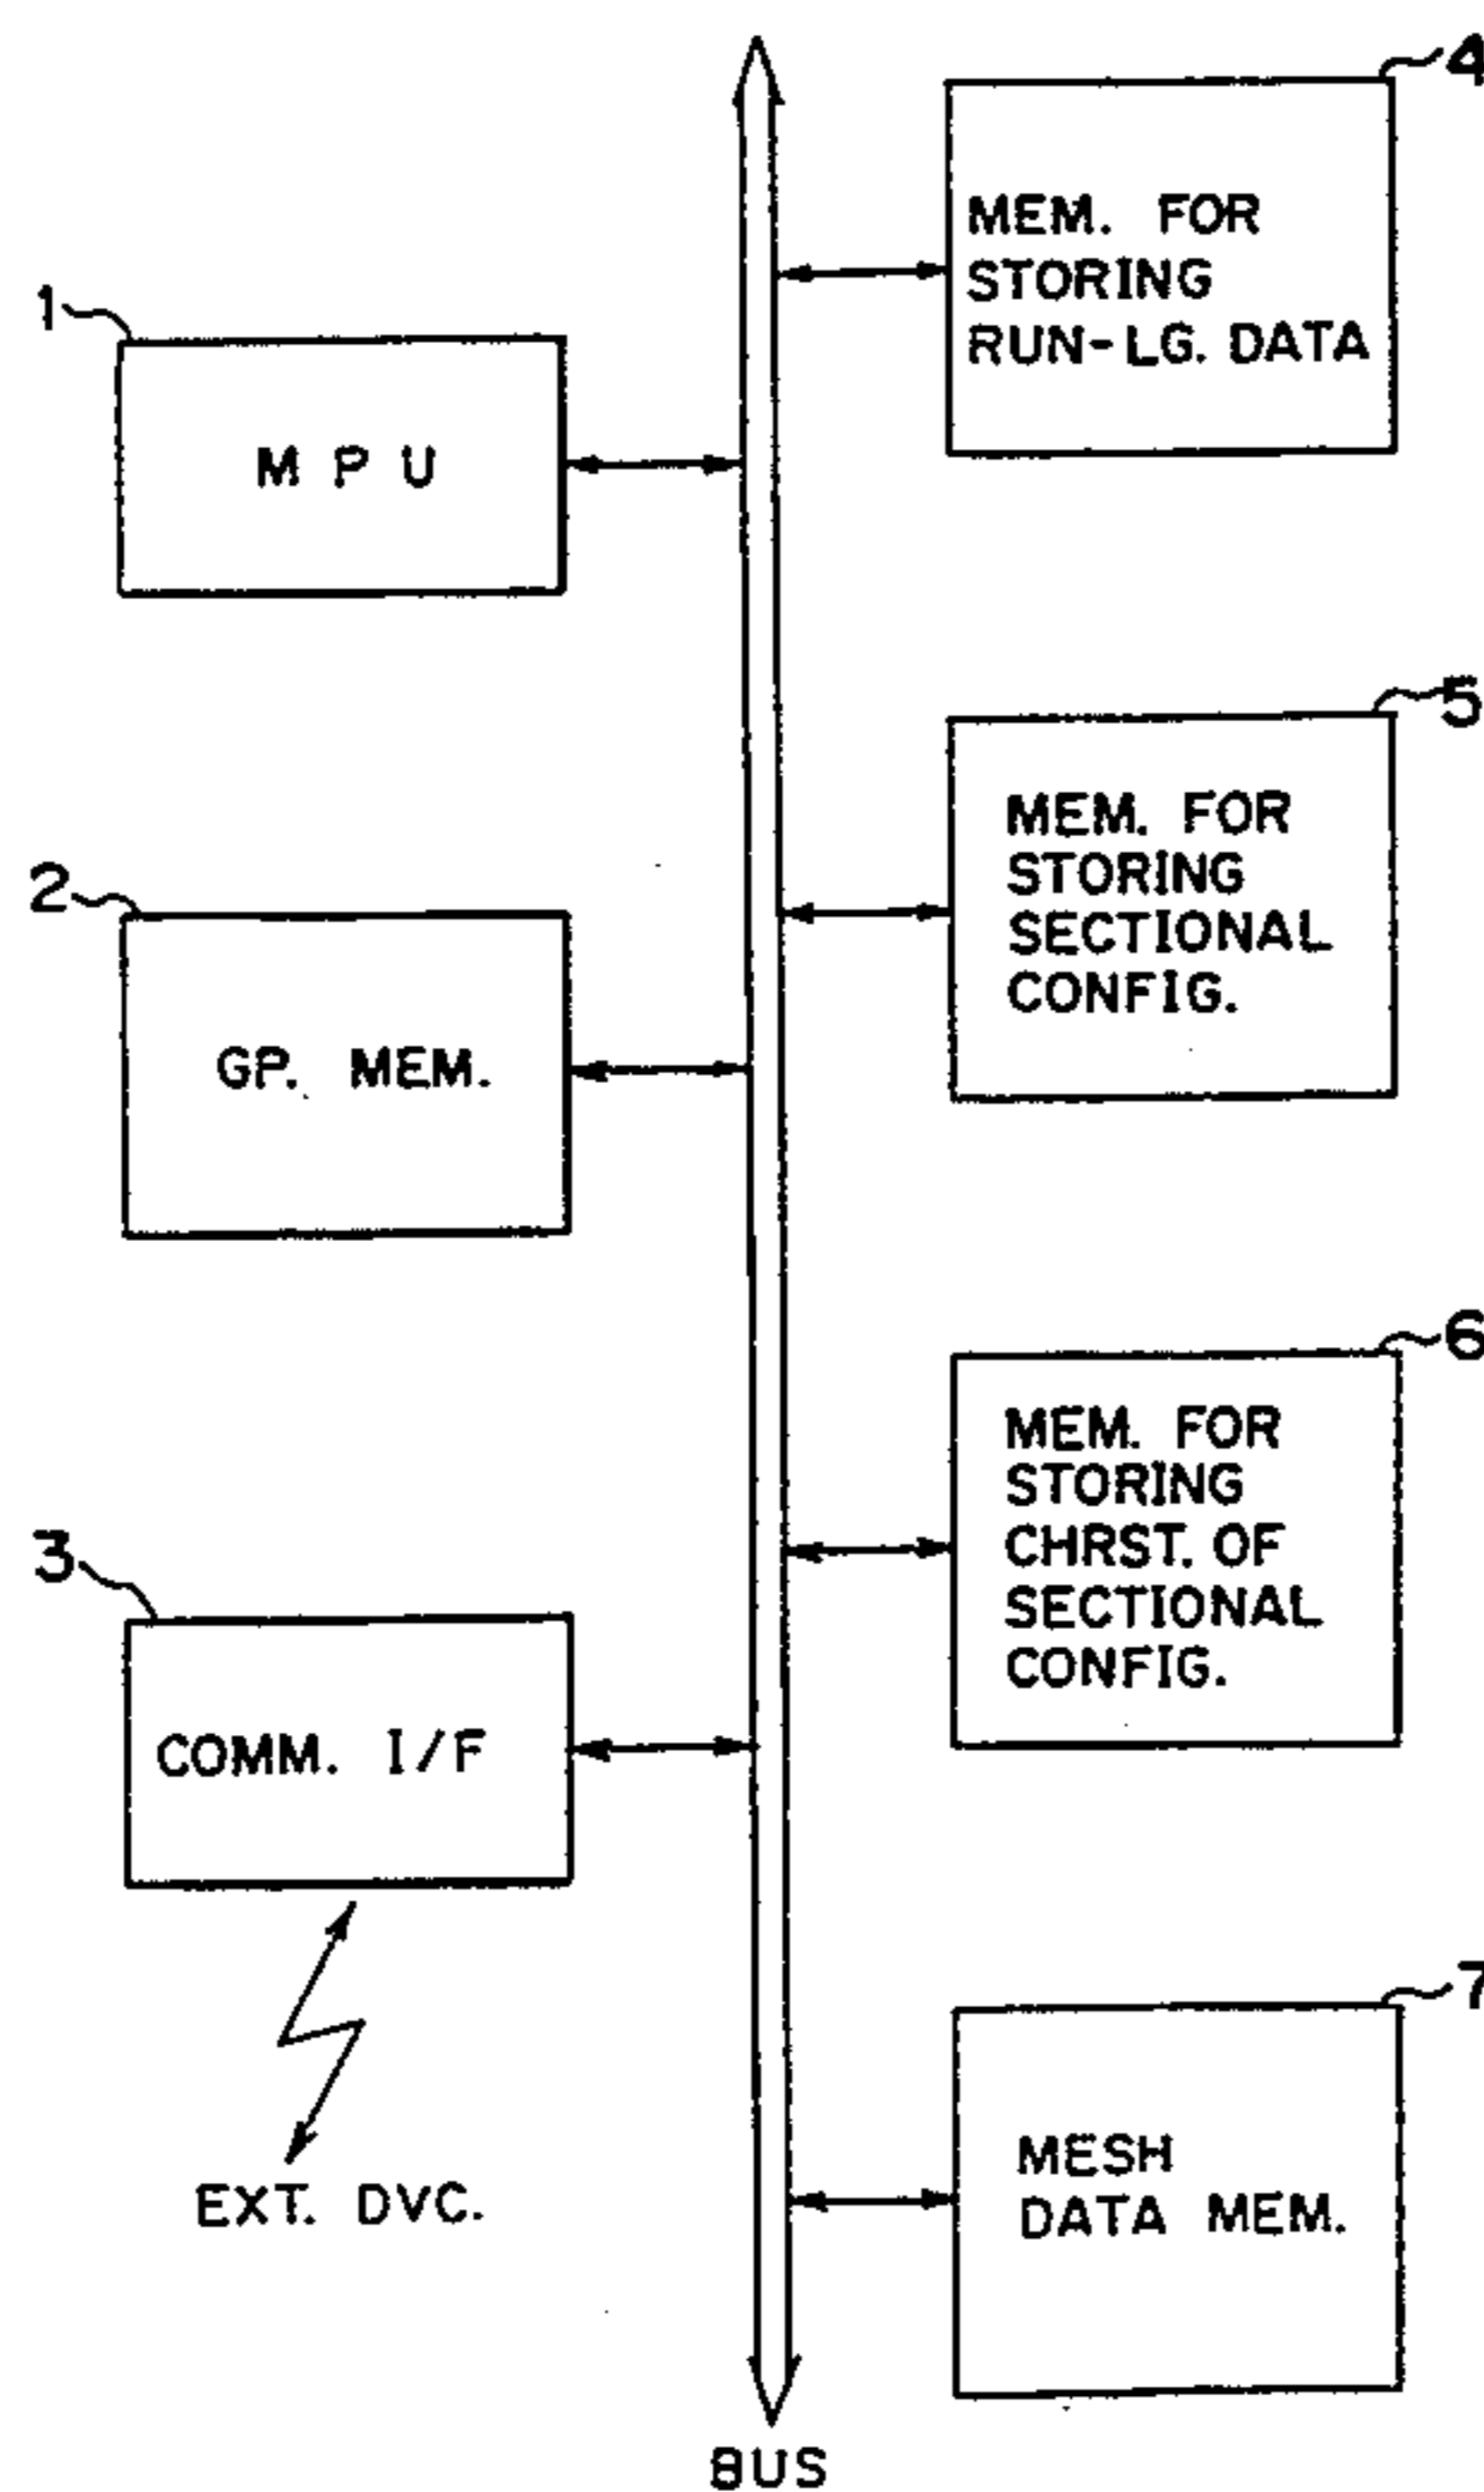 1
M P U
2
GP. MEM.
3
COMM. I/F
EXT. DVC.
4
MEM. FOR
STORING
RUN-LG. DATA
5
MEM. FOR
STORING
SECTIONAL
CONFIG.
6
MEM. FOR
STORING
CHRST. OF
SECTIONAL
CONFIG.
7
MESH
DATA MEM.
BUS